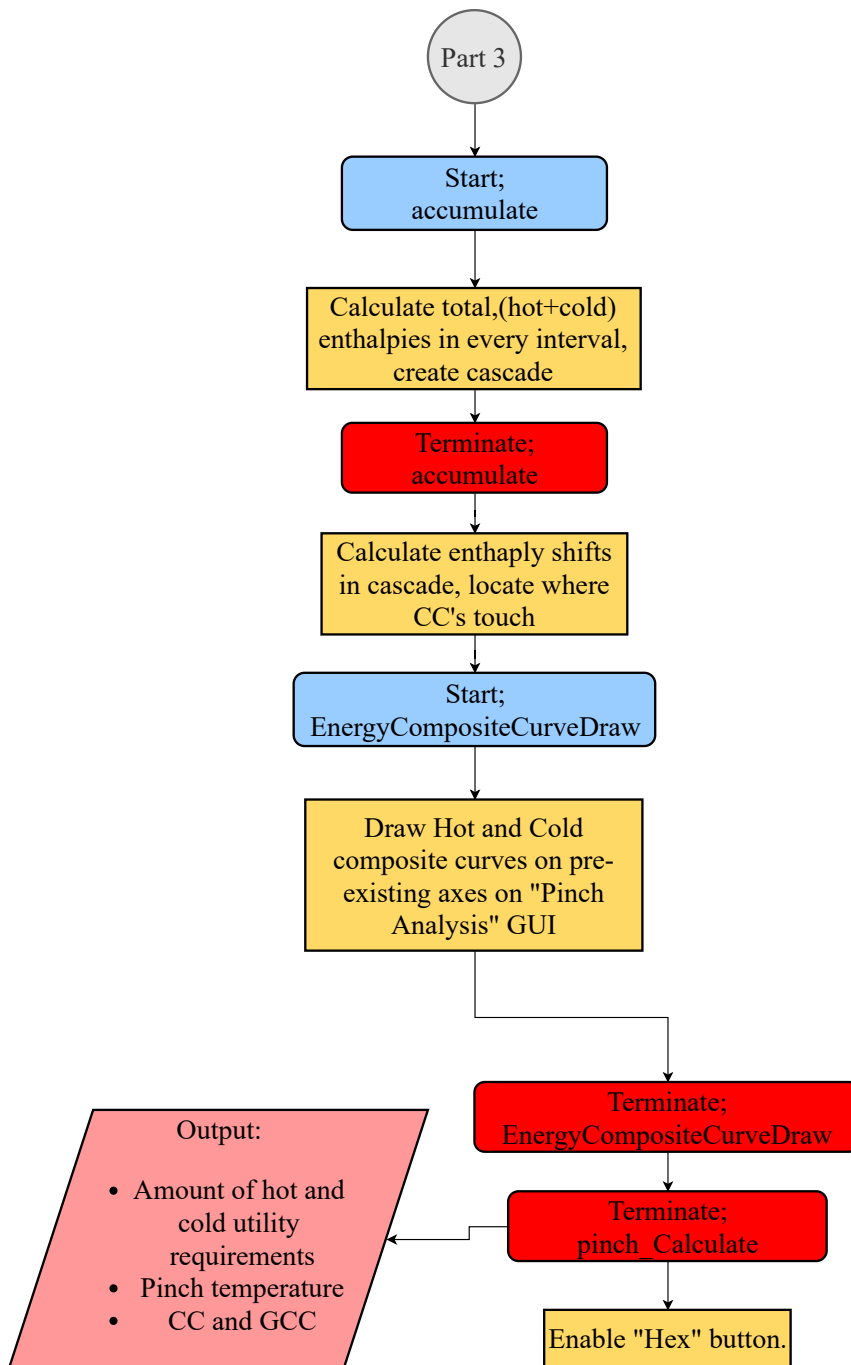 Part 3
Start;
accumulate
Calculate total,(hot+cold)
enthalpies in every interval,
create cascade
Terminate;
accumulate
Calculate enthaply shifts
in cascade, locate where
CC's touch
Start;
EnergyCompositeCurveDraw
Draw Hot and Cold
composite curves on pre-
existing axes on "Pinch
Analysis" GUI
Terminate;
EnergyCompositeCurveDraw
Terminate;
pinch_Calculate
Output:
• Amount of hot and
cold utility
requirements
• Pinch temperature
• CC and GCC
Enable "Hex" button.